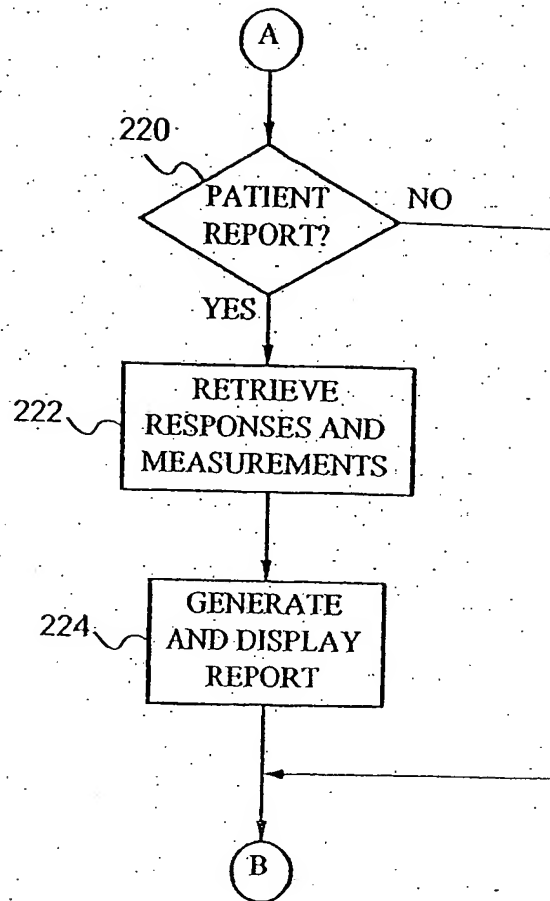 A
220
PATIENT
REPORT?
NO
YES
222
RETRIEVE
RESPONSES AND
MEASUREMENTS
224
GENERATE
AND DISPLAY
REPORT
B